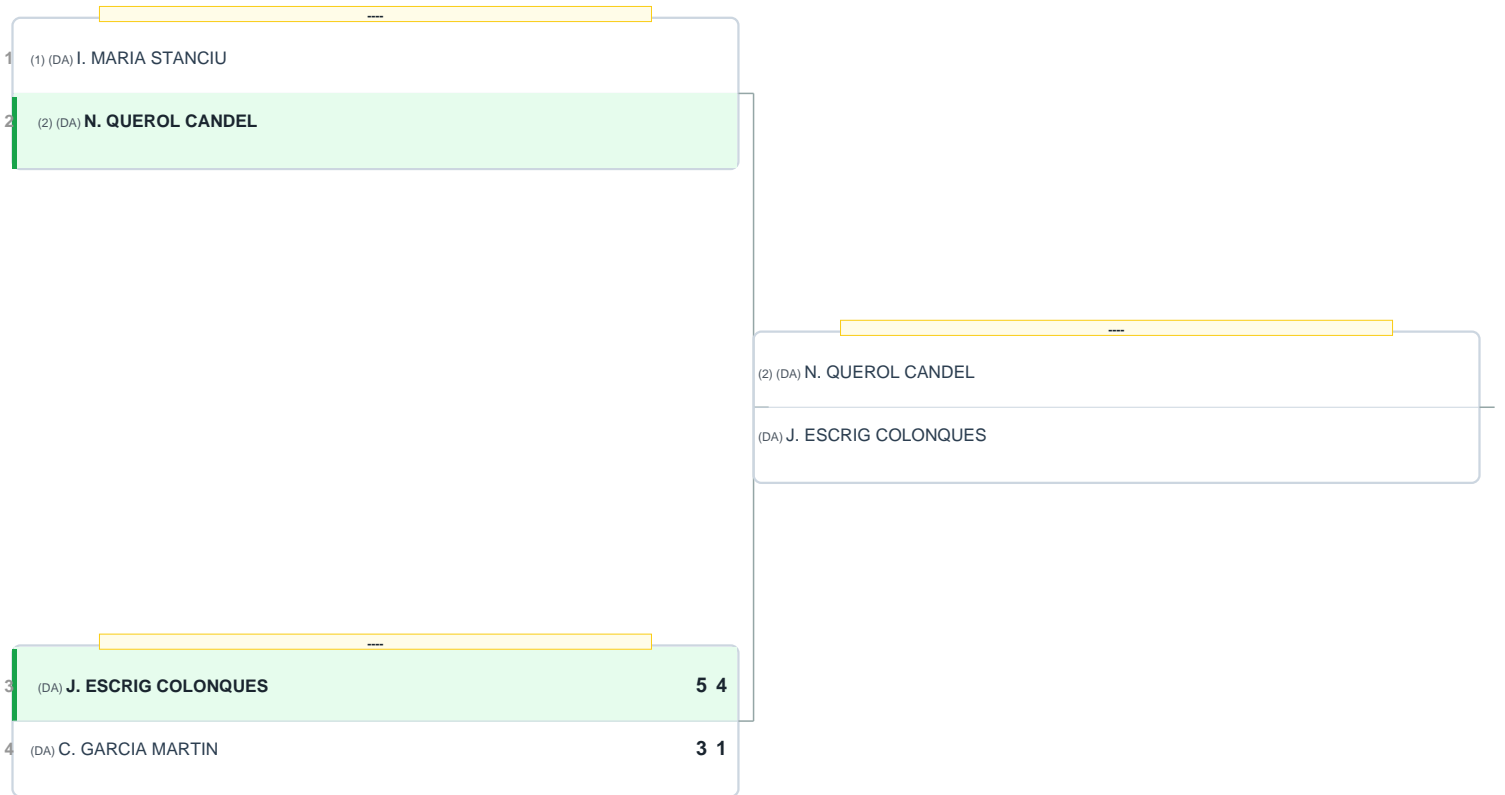 ----
1 (1) (DA) I. MARIA STANCIU
2 (2) (DA) N. QUEROL CANDEL
----
(2) (DA) N. QUEROL CANDEL
(DA) J. ESCRIG COLONQUES
----
3 (DA) J. ESCRIG COLONQUES 5 4
4 (DA) C. GARCIA MARTIN 3 1